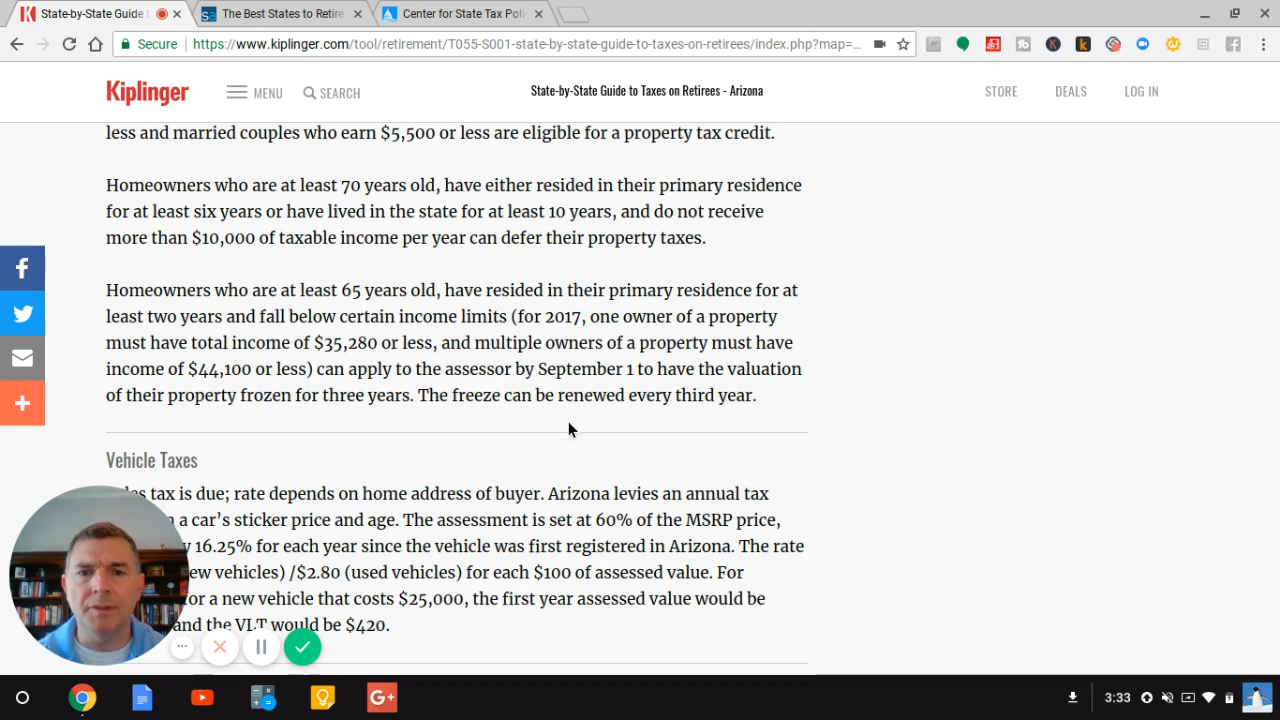 State-by-State Guide t
The Best States to Retire
Center for State Tax Poli
Secure
https://www.kiplinger.com/tool/retirement/T055-S001-state-by-state-guide-to-taxes-on-retirees/index.php?map=...
Kiplinger
MENU
SEARCH
State-by-State Guide to Taxes on Retirees - Arizona
STORE
DEALS
LOG IN
less and married couples who earn $5,500 or less are eligible for a property tax credit.
Homeowners who are at least 70 years old, have either resided in their primary residence
for at least six years or have lived in the state for at least 10 years, and do not receive
more than $10,000 of taxable income per year can defer their property taxes.
Homeowners who are at least 65 years old, have resided in their primary residence for at
least two years and fall below certain income limits (for 2017, one owner of a property
must have total income of $35,280 or less, and multiple owners of a property must have
income of $44,100 or less) can apply to the assessor by September 1 to have the valuation
of their property frozen for three years. The freeze can be renewed every third year.
Vehicle Taxes
tax is due; rate depends on home address of buyer. Arizona levies an annual tax
a car's sticker price and age. The assessment is set at 60% of the MSRP price,
16.25% for each year since the vehicle was first registered in Arizona. The rate
ew vehicles) /$2.80 (used vehicles) for each $100 of assessed value. For
or a new vehicle that costs $25,000, the first year assessed value would be
and the VLT would be $420.
3:33